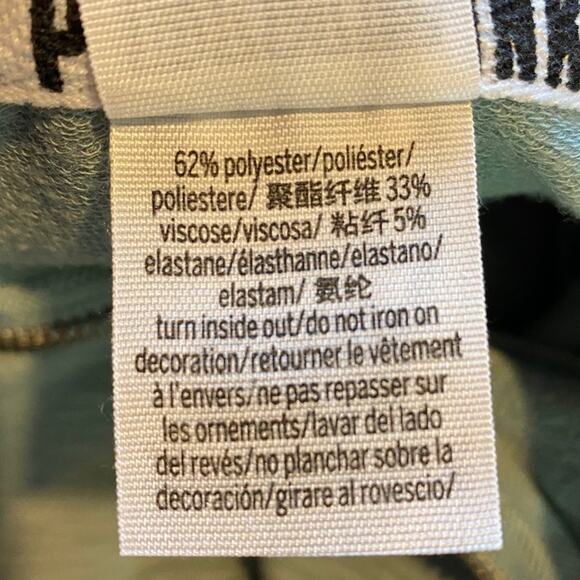 62% polyester/poliéster/
poliestere/ 聚酯纤维 33%
viscose/viscosa/ 粘纤 5%
elastane/élasthanne/elastano/
elastam/ 氨纶
turn inside out/do not iron on
decoration/retourner le vêtement
à l'envers/ne pas repasser sur
les ornements/lavar del lado
del revés/no planchar sobre la
decoración/girare al rovescio/